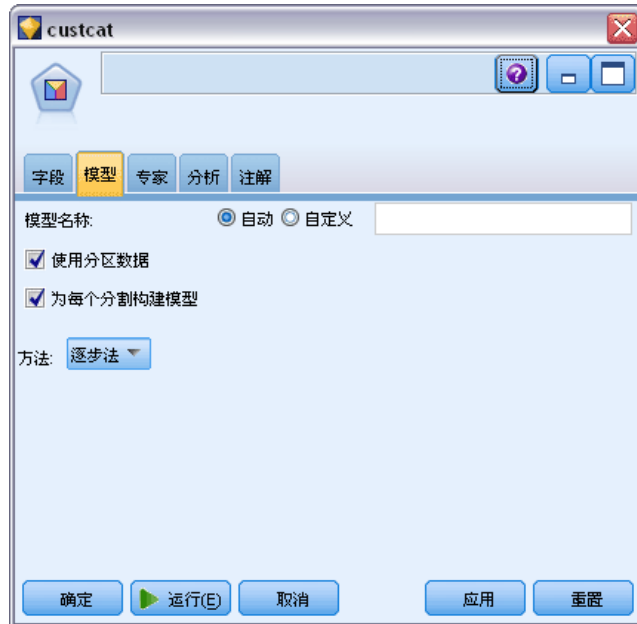 custcat
字段 模型 专家 分析 注解
模型名称: 自动 自定义
使用分区数据
为每个分割构建模型
方法: 逐步法
确定 运行(E) 取消 应用 重置